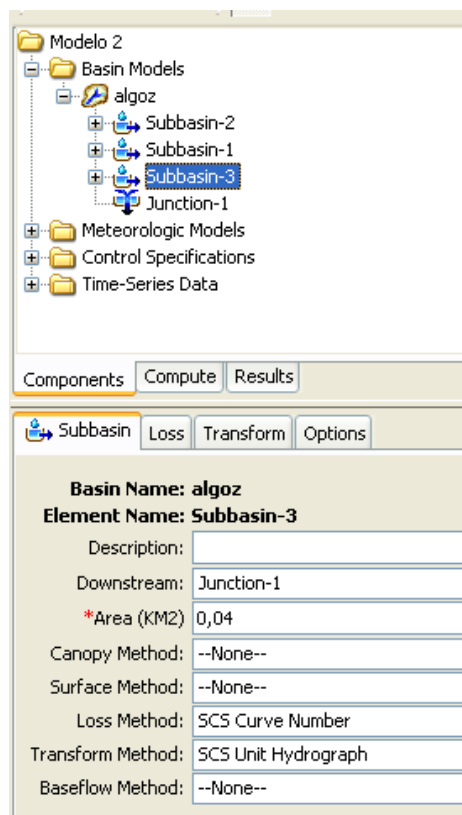 Modelo 2
Basin Models
algoz
Subbasin-2
Subbasin-1
Subbasin-3
Junction-1
Meteorologic Models
Control Specifications
Time-Series Data
Components Compute Results
Subbasin Loss Transform Options
Basin Name: algoz
Element Name: Subbasin-3
Description:
Downstream: Junction-1
*Area (KM2) 0,04
Canopy Method: --None--
Surface Method: --None--
Loss Method: SCS Curve Number
Transform Method: SCS Unit Hydrograph
Baseflow Method: --None--